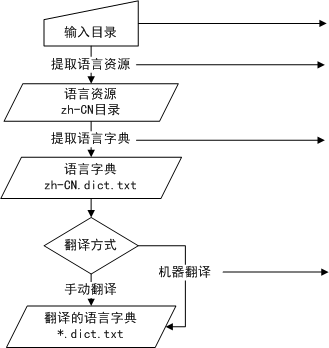 输入目录
提取语言资源
语言资源
zh-CN目录
提取语言字典
语言字典
zh-CN.dict.txt
翻译方式
机器翻译
手动翻译
翻译的语言字典
*.dict.txt